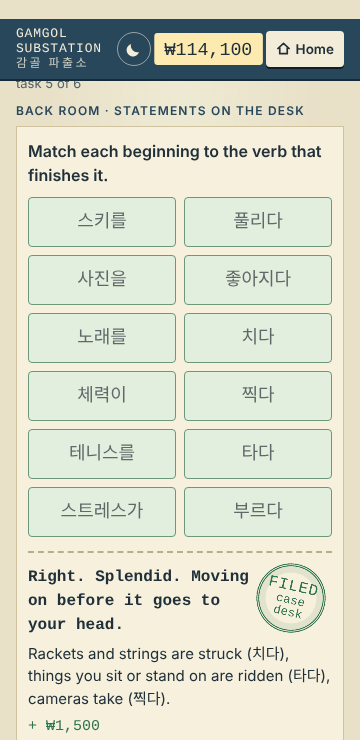 GAMGOL
SUBSTATION
감골 파출소
₩114,100
Home
task 5 of 6
BACK ROOM · STATEMENTS ON THE DESK
Match each beginning to the verb that
finishes it.
스키를
풀리다
사진을
좋아지다
노래를
치다
체력이
찍다
테니스를
타다
스트레스가
부르다
Right. Splendid. Moving
on before it goes to
your head.
FILED
case
desk
Rackets and strings are struck (치다),
things you sit or stand on are ridden (타다),
cameras take (찍다).
+ ₩1,500